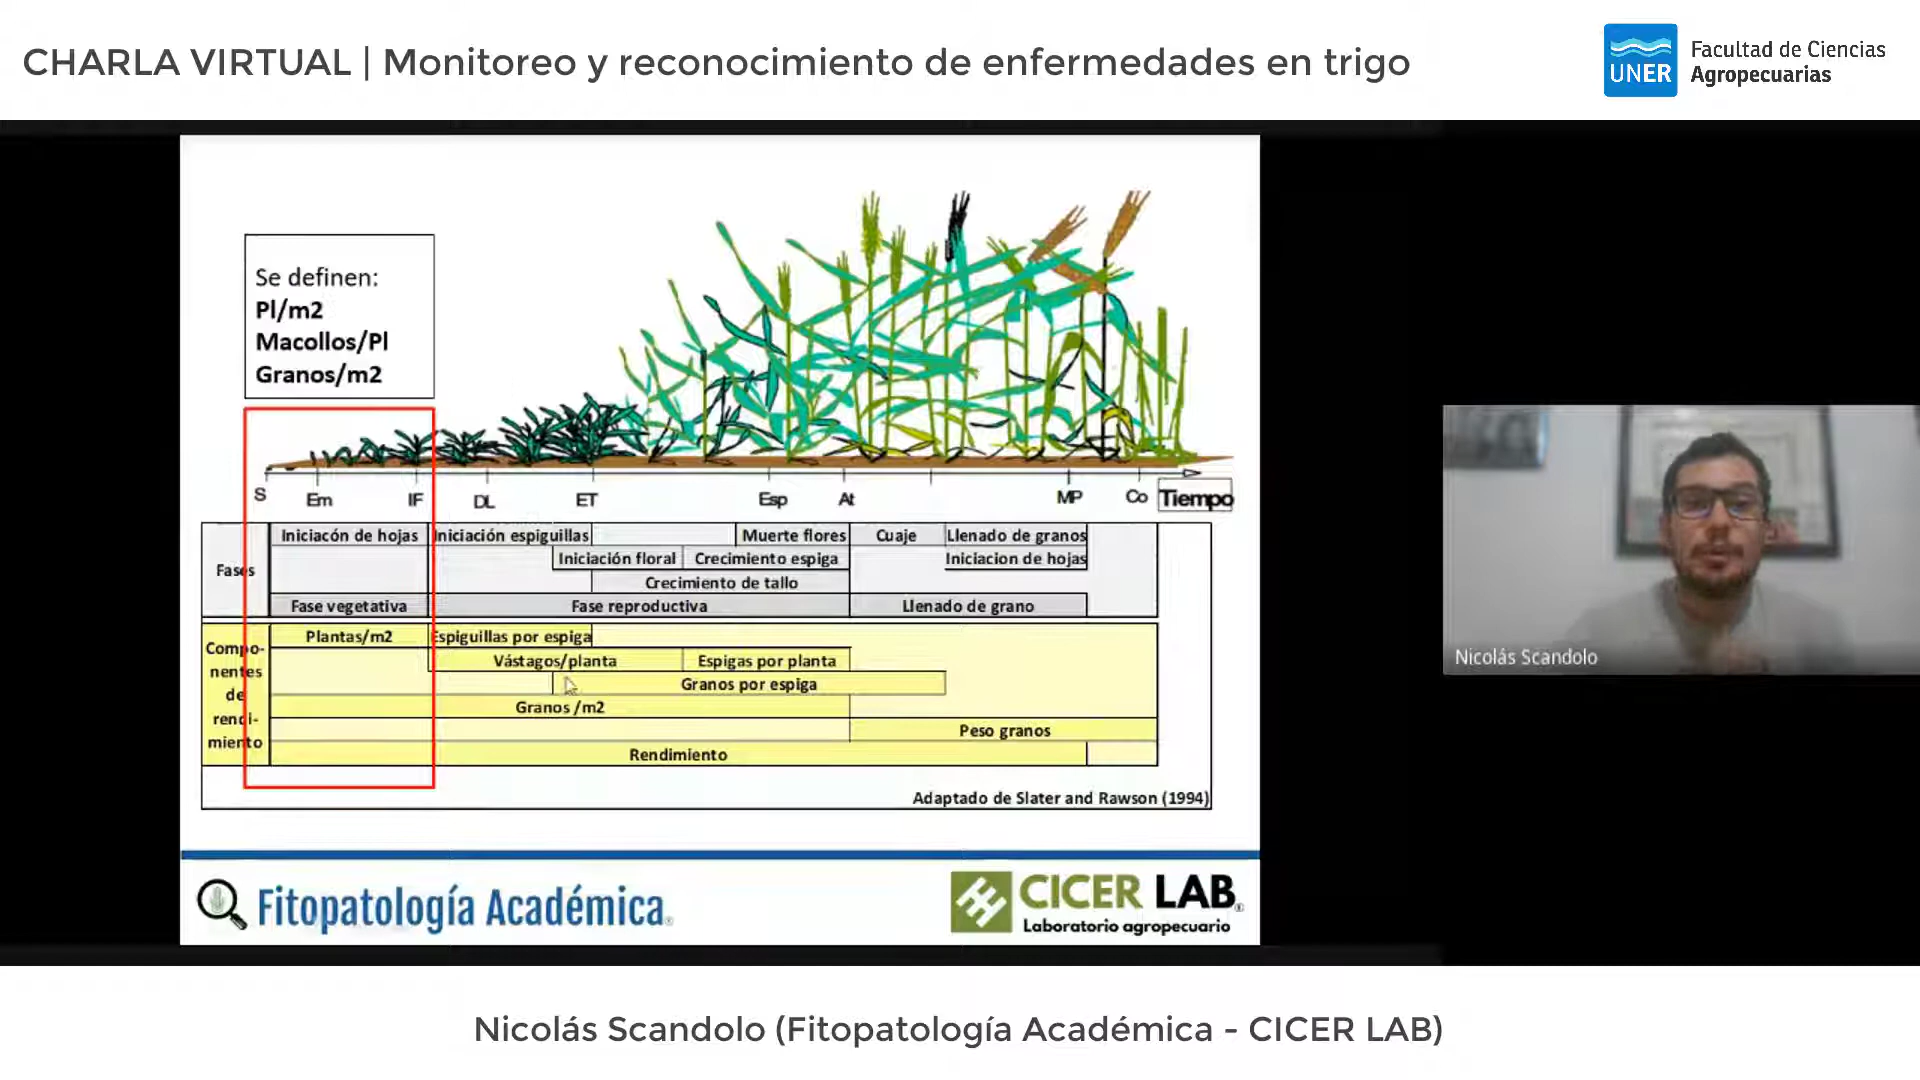 CHARLA VIRTUAL | Monitoreo y reconocimiento de enfermedades en trigo
UNER
Facultad de Ciencias
Agropecuarias
Se definen:
Pl/m2
Macollos/Pl
Granos/m2
S Em IF DL ET Esp At MP Co Tiempo
Fases
Iniciacón de hojas Iniciación espiguillas Muerte flores Cuaje Llenado de granos
Iniciación floral Crecimiento espiga Iniciacion de hojas
Crecimiento de tallo
Fase vegetativa Fase reproductiva Llenado de grano
Compo-
nentes
de
rendi-
miento
Plantas/m2 Espiguillas por espiga
Vástagos/planta Espigas por planta
Granos por espiga
Granos /m2
Peso granos
Rendimiento
Adaptado de Slater and Rawson (1994)
Fitopatología Académica
CICER LAB
Laboratorio agropecuario
Nicolás Scandolo
Nicolás Scandolo (Fitopatología Académica - CICER LAB)